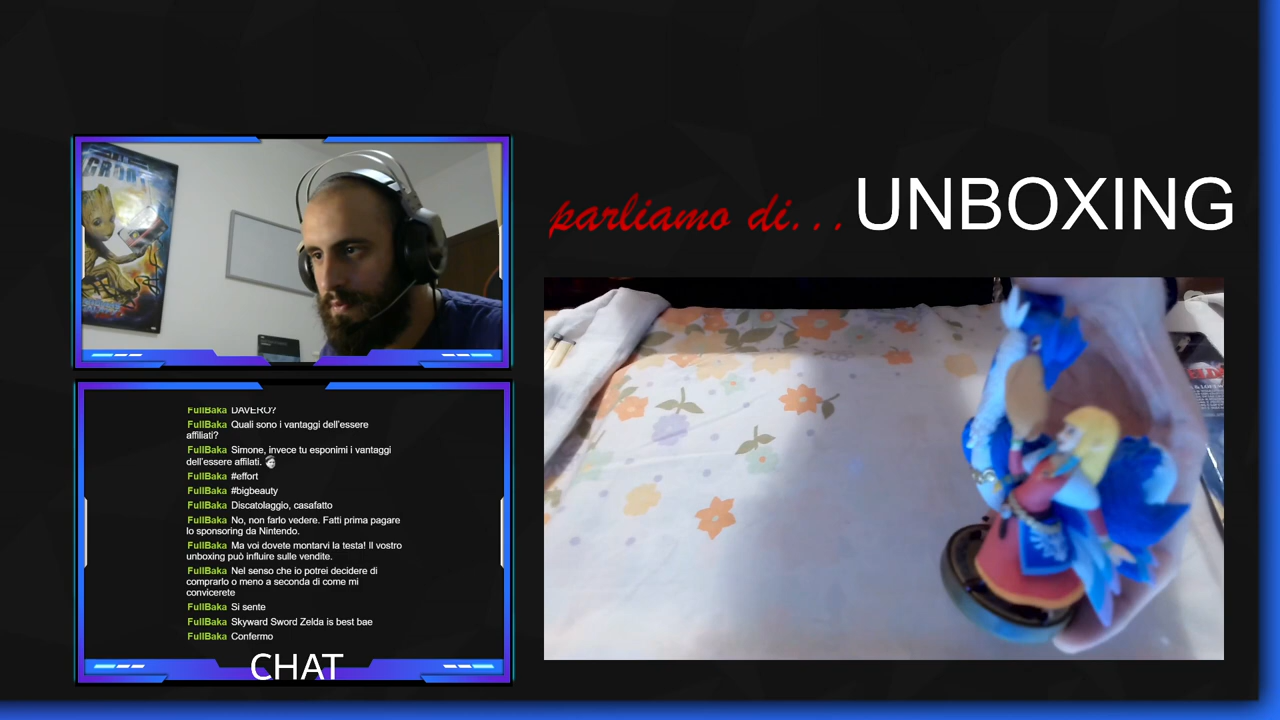 parliamo di... UNBOXING
FullBaka DAVERO?
FullBaka Quali sono i vantaggi dell'essere
affiliati?
FullBaka Simone, invece tu esponimi i vantaggi
dell'essere affilati.
FullBaka #effort
FullBaka #bigbeauty
FullBaka Discatolaggio, casafatto
FullBaka No, non farlo vedere. Fatti prima pagare
lo sponsoring da Nintendo.
FullBaka Ma voi dovete montarvi la testa! Il vostro
unboxing può influire sulle vendite.
FullBaka Nel senso che io potrei decidere di
comprarlo o meno a seconda di come mi
convicerete
FullBaka Si sente
FullBaka Skyward Sword Zelda is best bae
FullBaka Confermo
CHAT